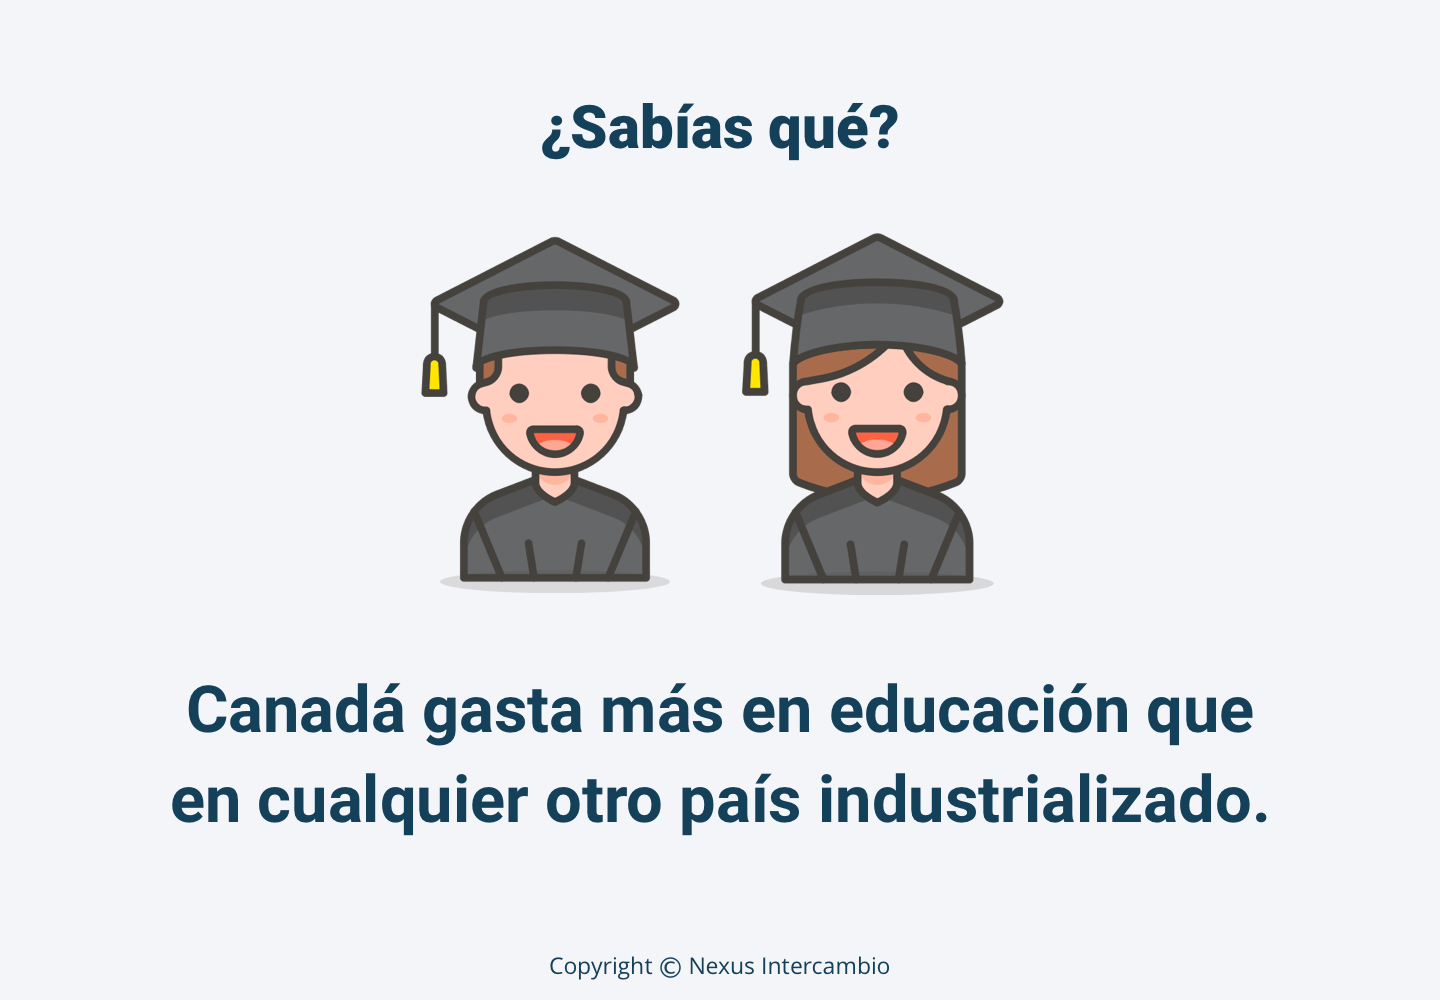 ¿Sabías qué?
Canadá gasta más en educación que
en cualquier otro país industrializado.
Copyright © Nexus Intercambio